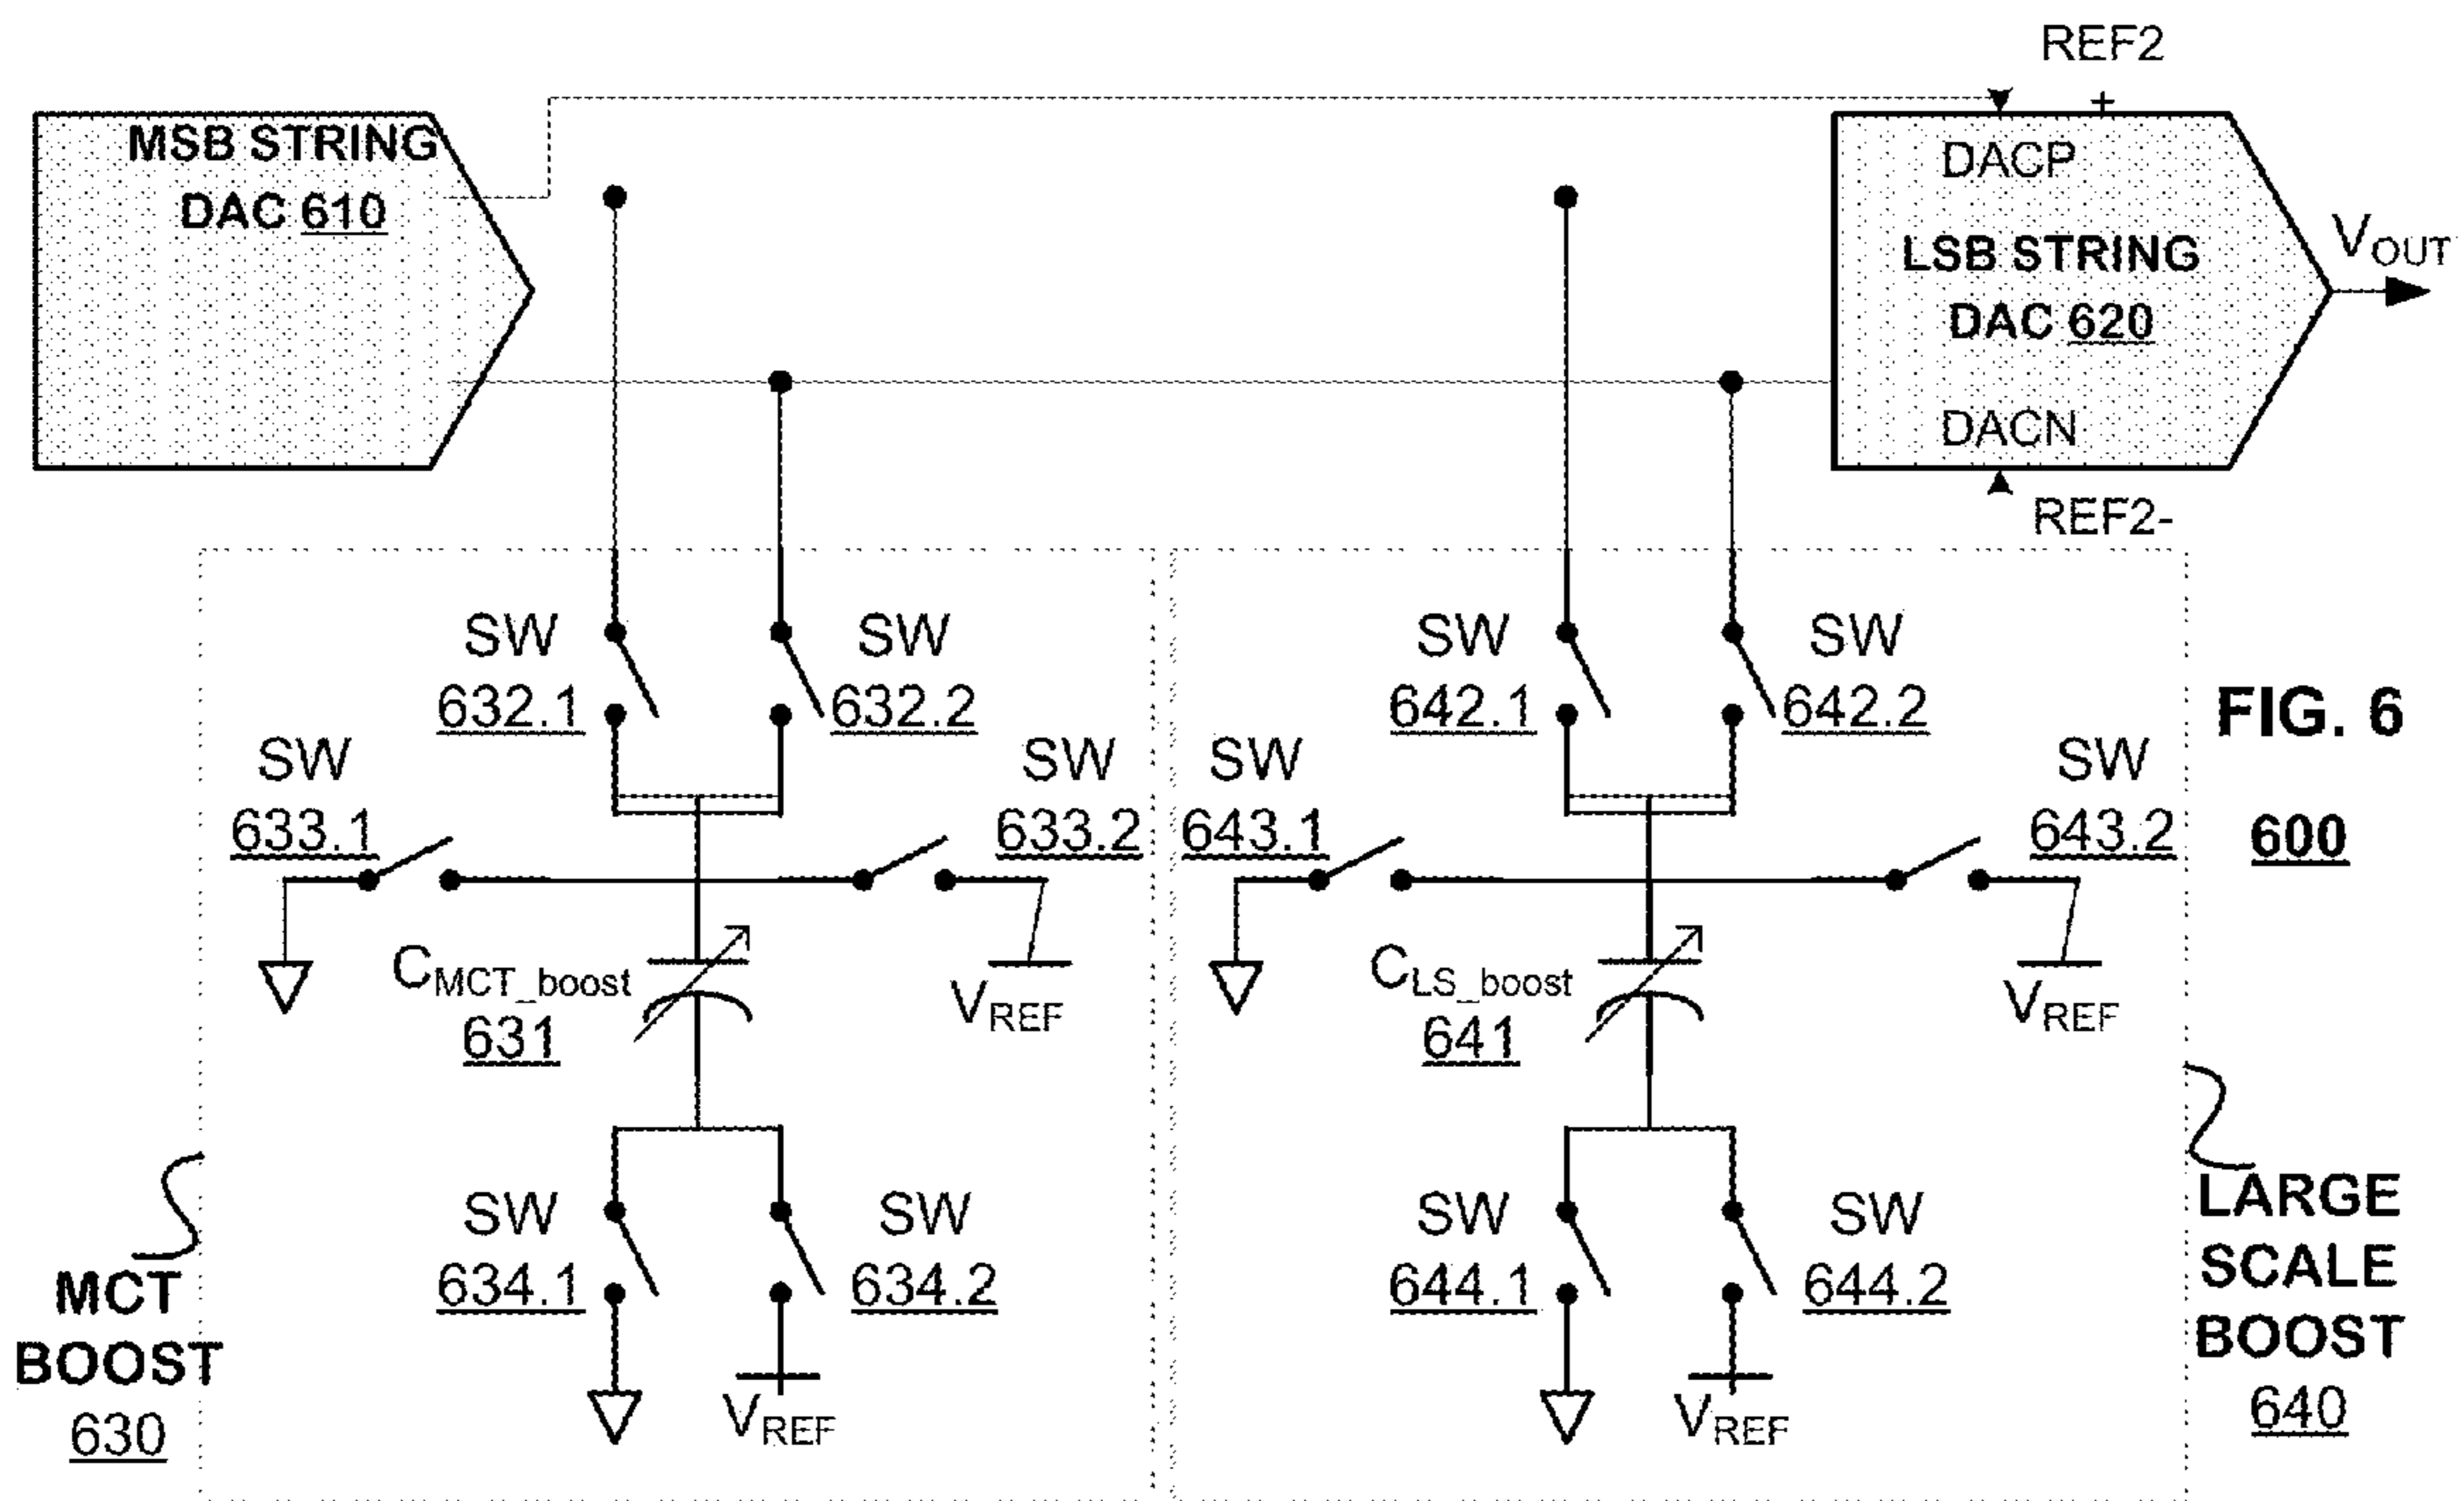 REF2
+
MSB STRING
DAC 610
DACP
LSB STRING
DAC 620
VOUT
DACN
REF2-
SW
632.1
SW
632.2
SW
642.1
SW
642.2
FIG. 6
600
SW
633.1
SW
633.2
SW
643.1
SW
643.2
CMCT_boost
631
VREF
CLS_boost
641
VREF
SW
634.1
SW
634.2
SW
644.1
SW
644.2
VREF
VREF
MCT
BOOST
630
LARGE
SCALE
BOOST
640